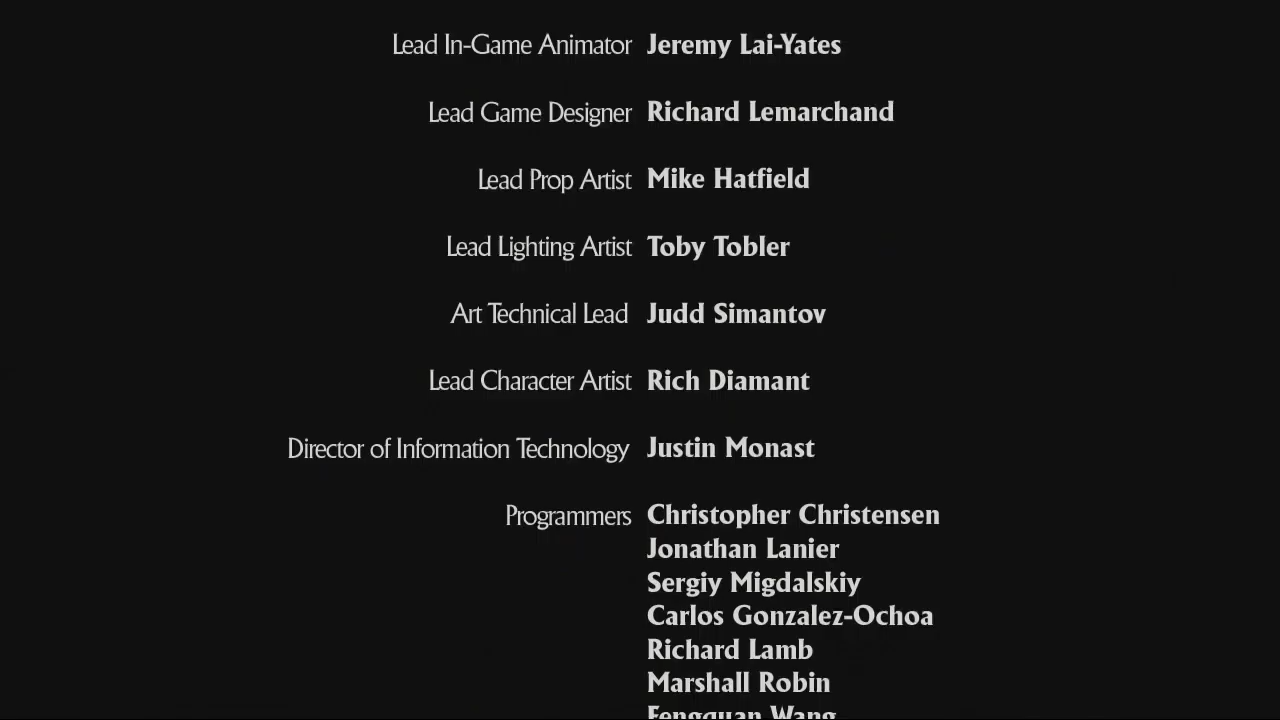 Lead In-Game Animator Jeremy Lai-Yates
Lead Game Designer Richard Lemarchand
Lead Prop Artist Mike Hatfield
Lead Lighting Artist Toby Tobler
Art Technical Lead Judd Simantov
Lead Character Artist Rich Diamant
Director of Information Technology Justin Monast
Programmers Christopher Christensen
Jonathan Lanier
Sergiy Migdalskiy
Carlos Gonzalez-Ochoa
Richard Lamb
Marshall Robin
Fengquan Wang